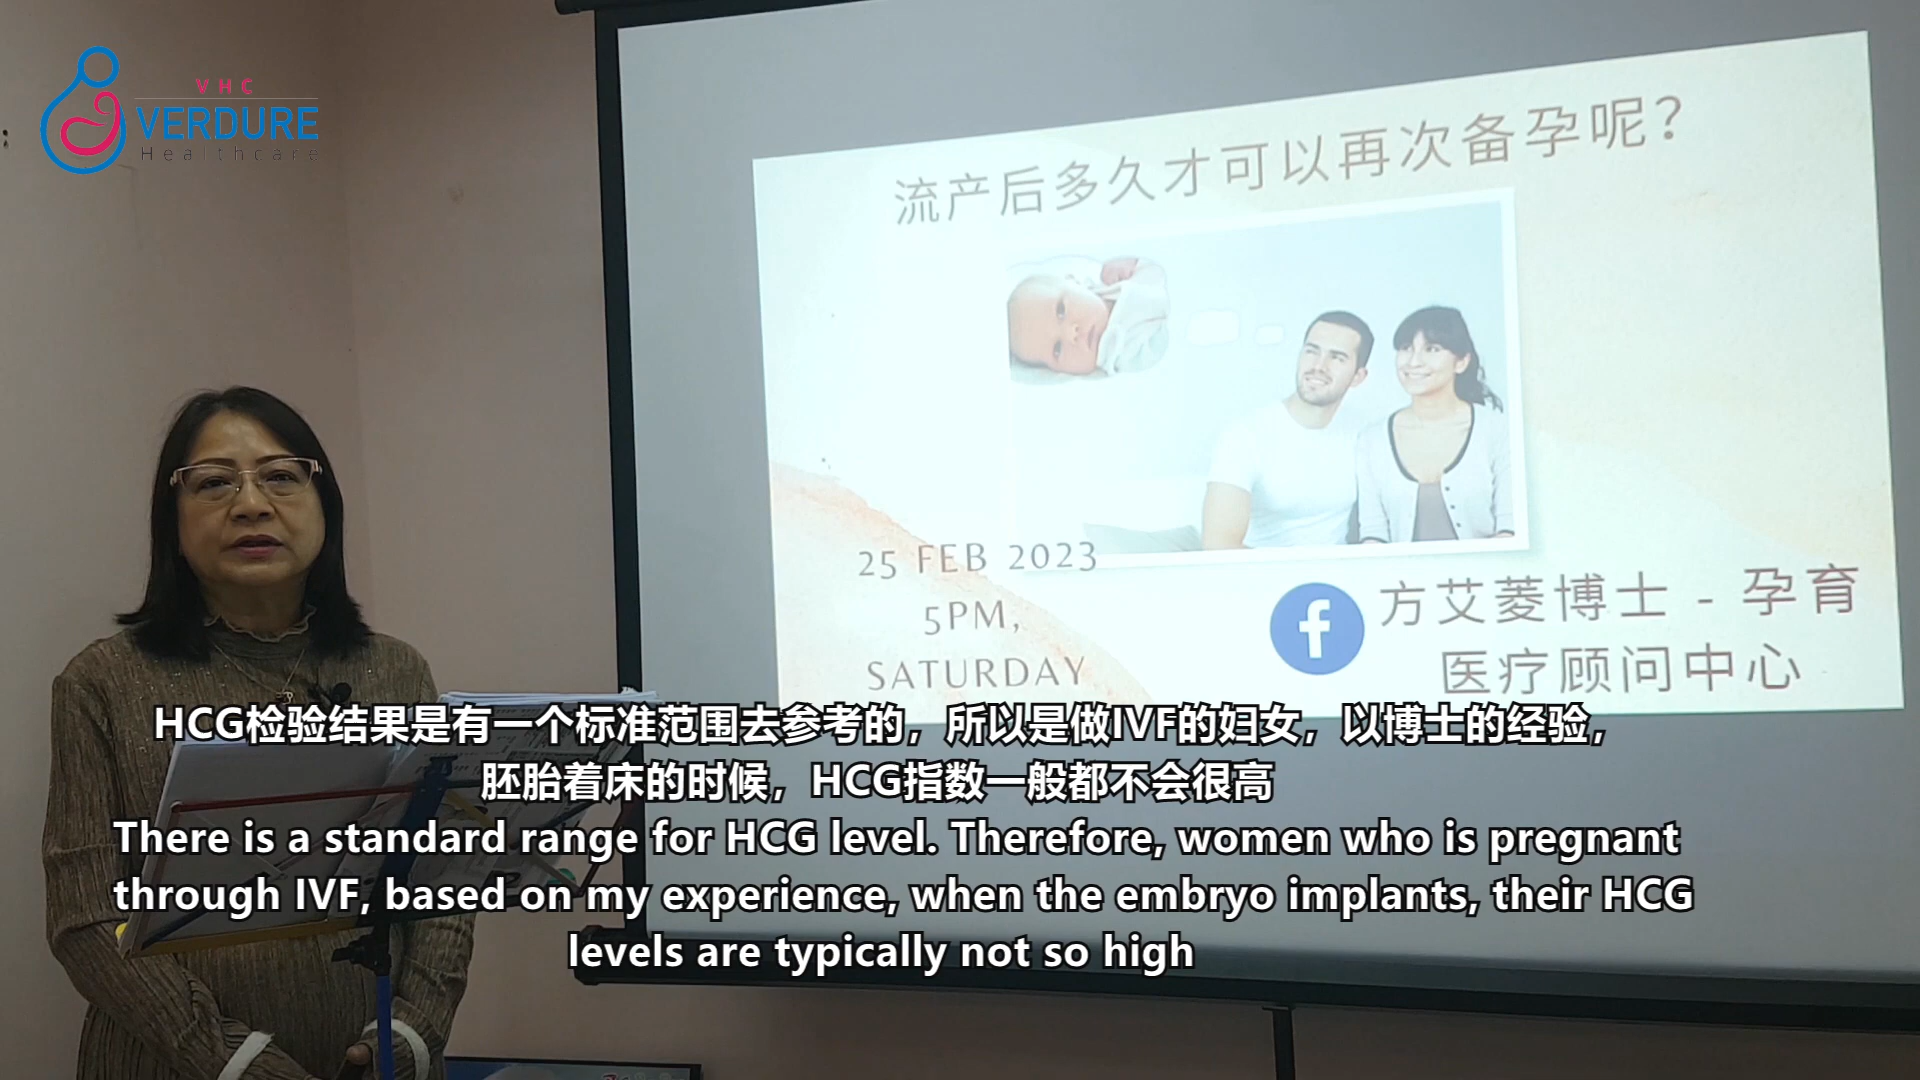 VHC
VERDURE
Healthcare
流产后多久才可以再次备孕呢?
25 FEB 2023
5PM,
SATURDAY
f
方艾菱博士 - 孕育
医疗顾问中心
HCG检验结果是有一个标准范围去参考的，所以是做IVF的妇女，以博士的经验，
胚胎着床的时候，HCG指数一般都不会很高
There is a standard range for HCG level. Therefore, women who is pregnant
through IVF, based on my experience, when the embryo implants, their HCG
levels are typically not so high